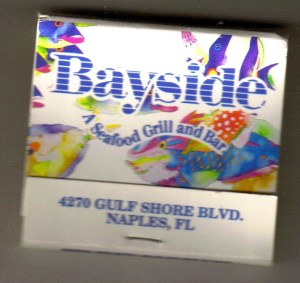 Bayside
A Seafood Grill and Bar
4270 GULF SHORE BLVD.
NAPLES, FL